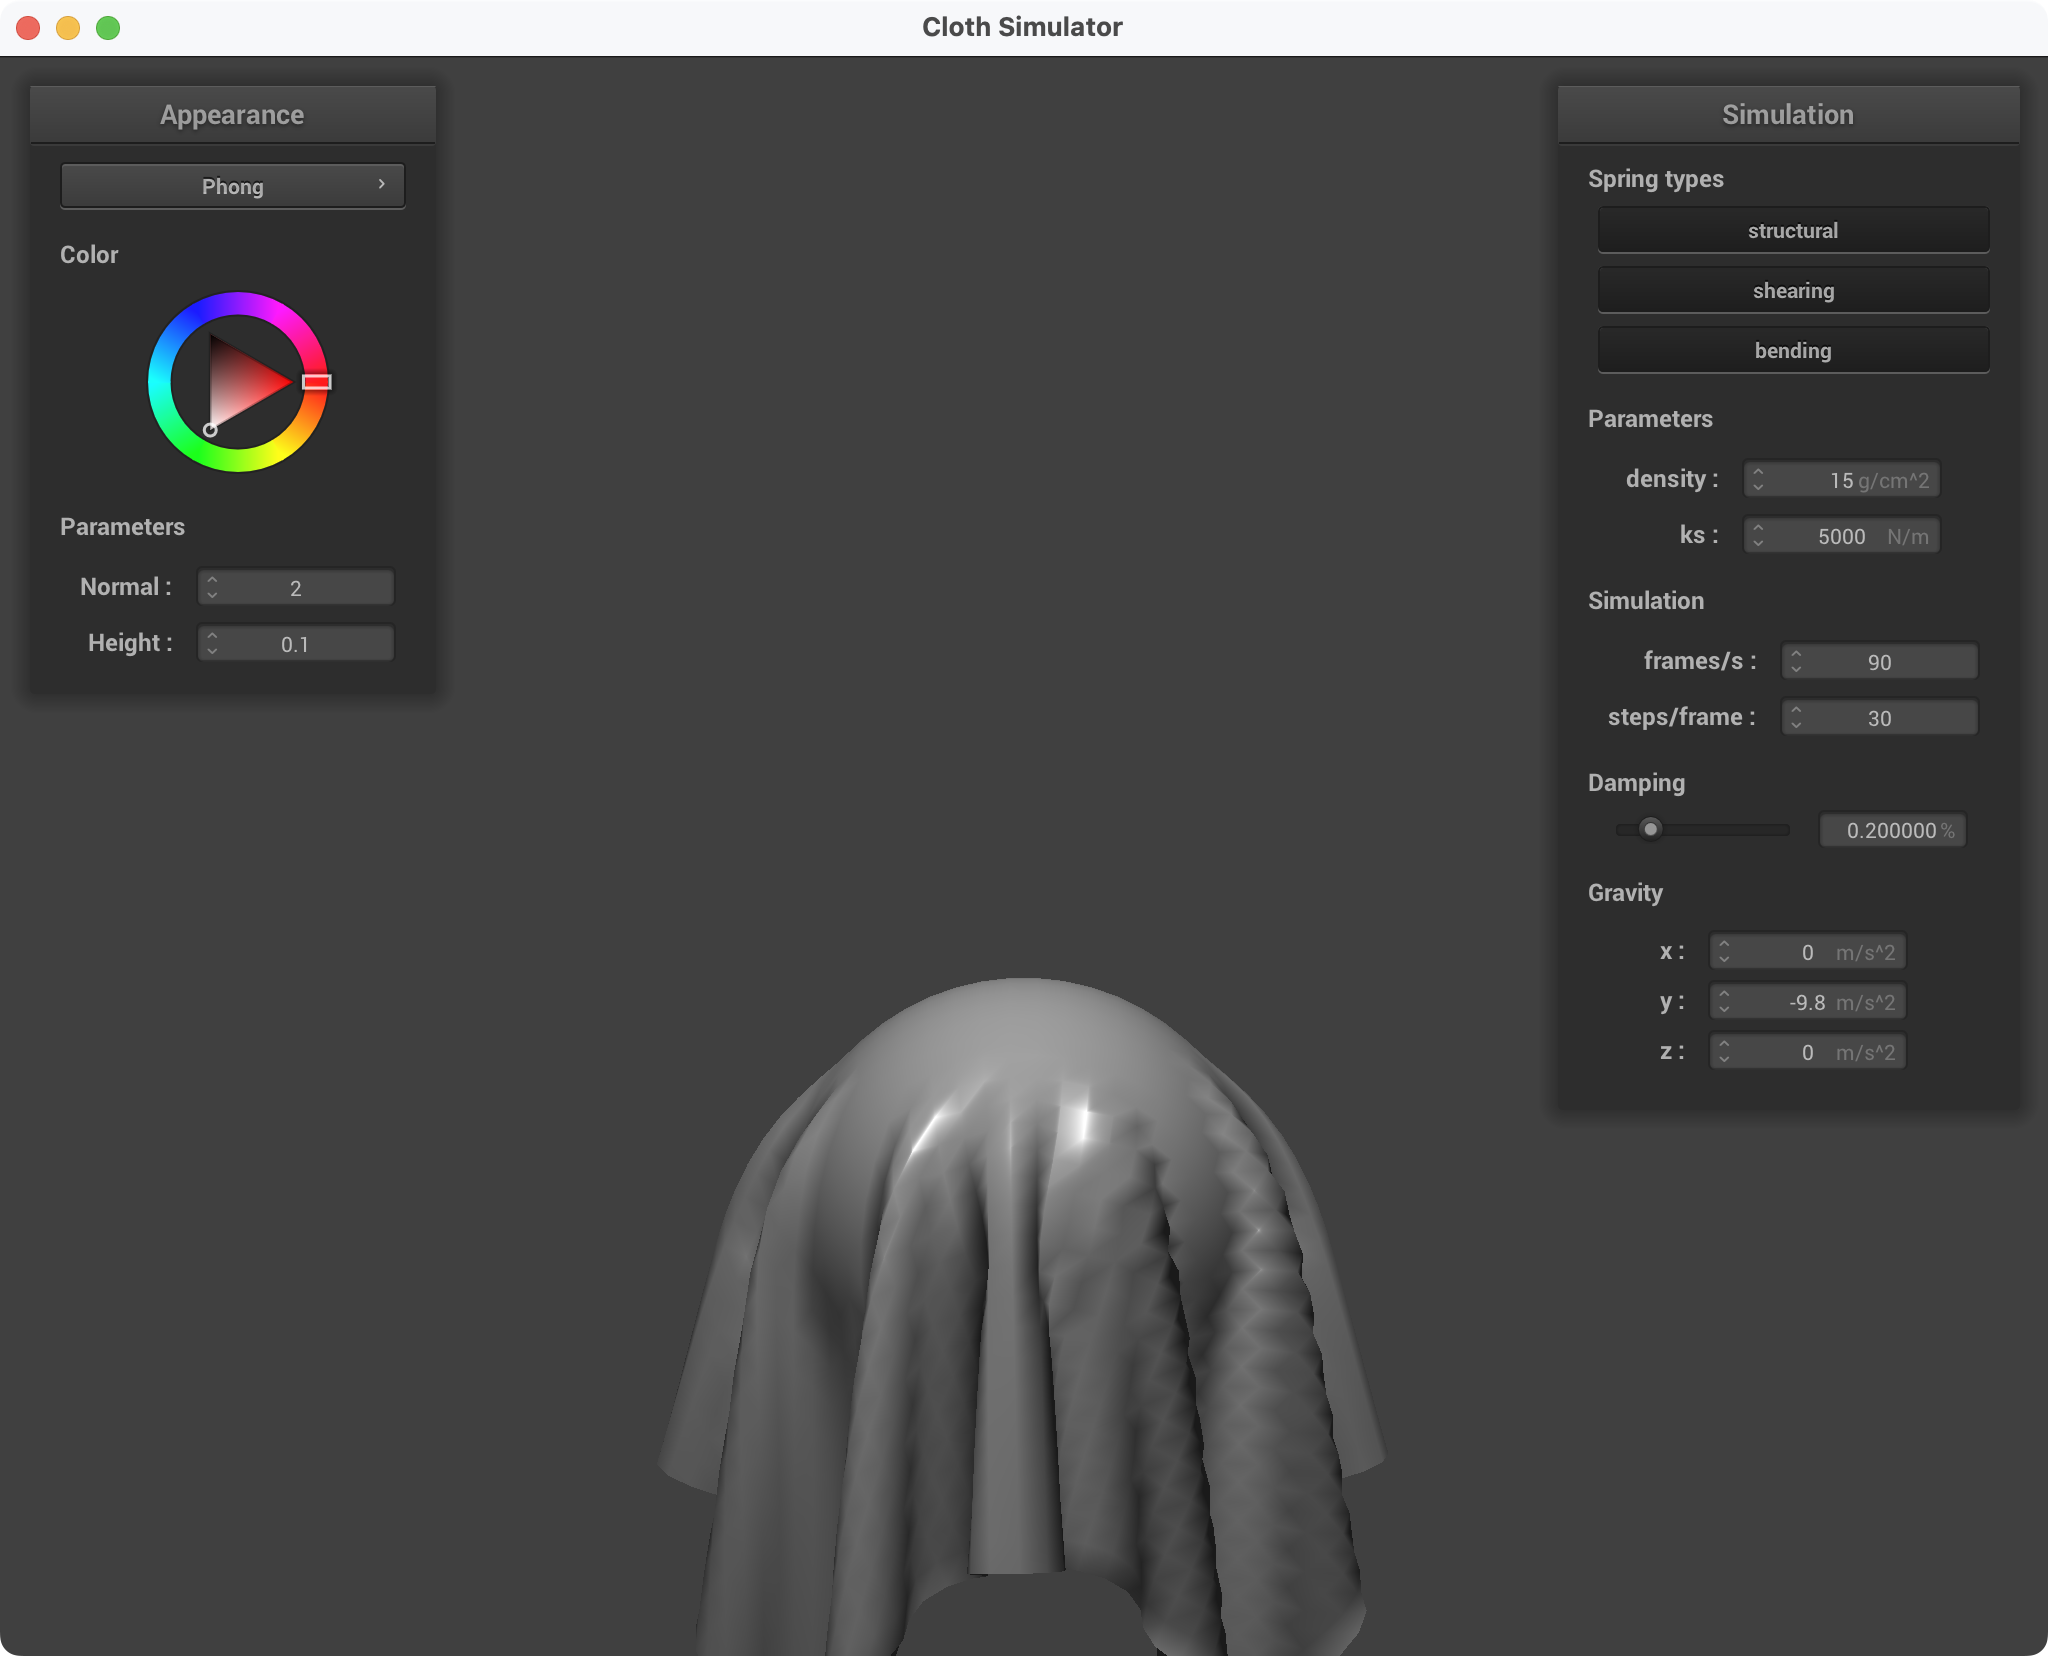 Cloth Simulator
Appearance
Phong
Color
Parameters
Normal : 2
Height : 0.1
Simulation
Spring types
structural
shearing
bending
Parameters
density : 15 g/cm^2
ks : 5000 N/m
Simulation
frames/s : 90
steps/frame : 30
Damping
0.200000 %
Gravity
x : 0 m/s^2
y : -9.8 m/s^2
z : 0 m/s^2